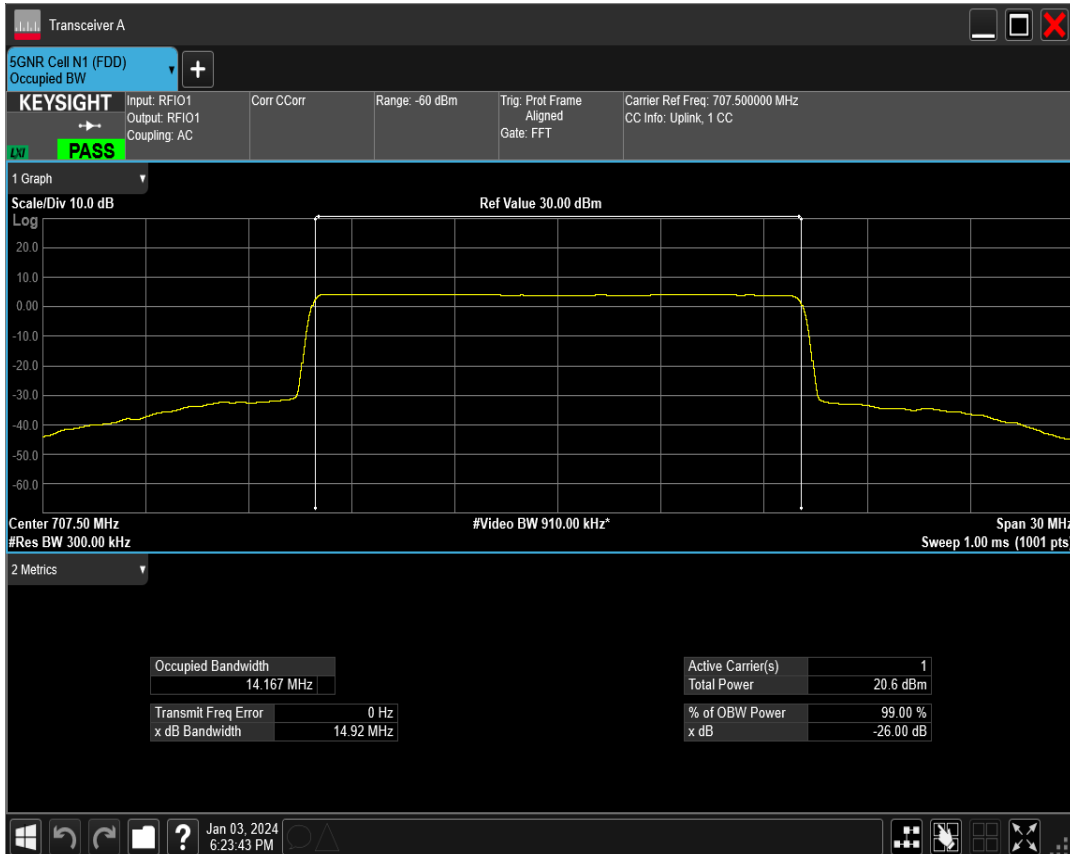 Transceiver A
5GNR Cell N1 (FDD)
Occupied BW
+
KEYSIGHT
LXI
PASS
Input: RFIO1
Output: RFIO1
Coupling: AC
Corr CCorr
Range: -60 dBm
Trig: Prot Frame
Aligned
Gate: FFT
Carrier Ref Freq: 707.500000 MHz
CC Info: Uplink, 1 CC
1 Graph
Scale/Div 10.0 dB
Ref Value 30.00 dBm
Log
20.0
10.0
0.00
-10.0
-20.0
-30.0
-40.0
-50.0
-60.0
Center 707.50 MHz
#Video BW 910.00 kHz*
Span 30 MHz
#Res BW 300.00 kHz
Sweep 1.00 ms (1001 pts)
2 Metrics
Occupied Bandwidth
14.167 MHz
Transmit Freq Error 0 Hz
x dB Bandwidth 14.92 MHz
Active Carrier(s) 1
Total Power 20.6 dBm
% of OBW Power 99.00 %
x dB -26.00 dB
?
Jan 03, 2024
6:23:43 PM